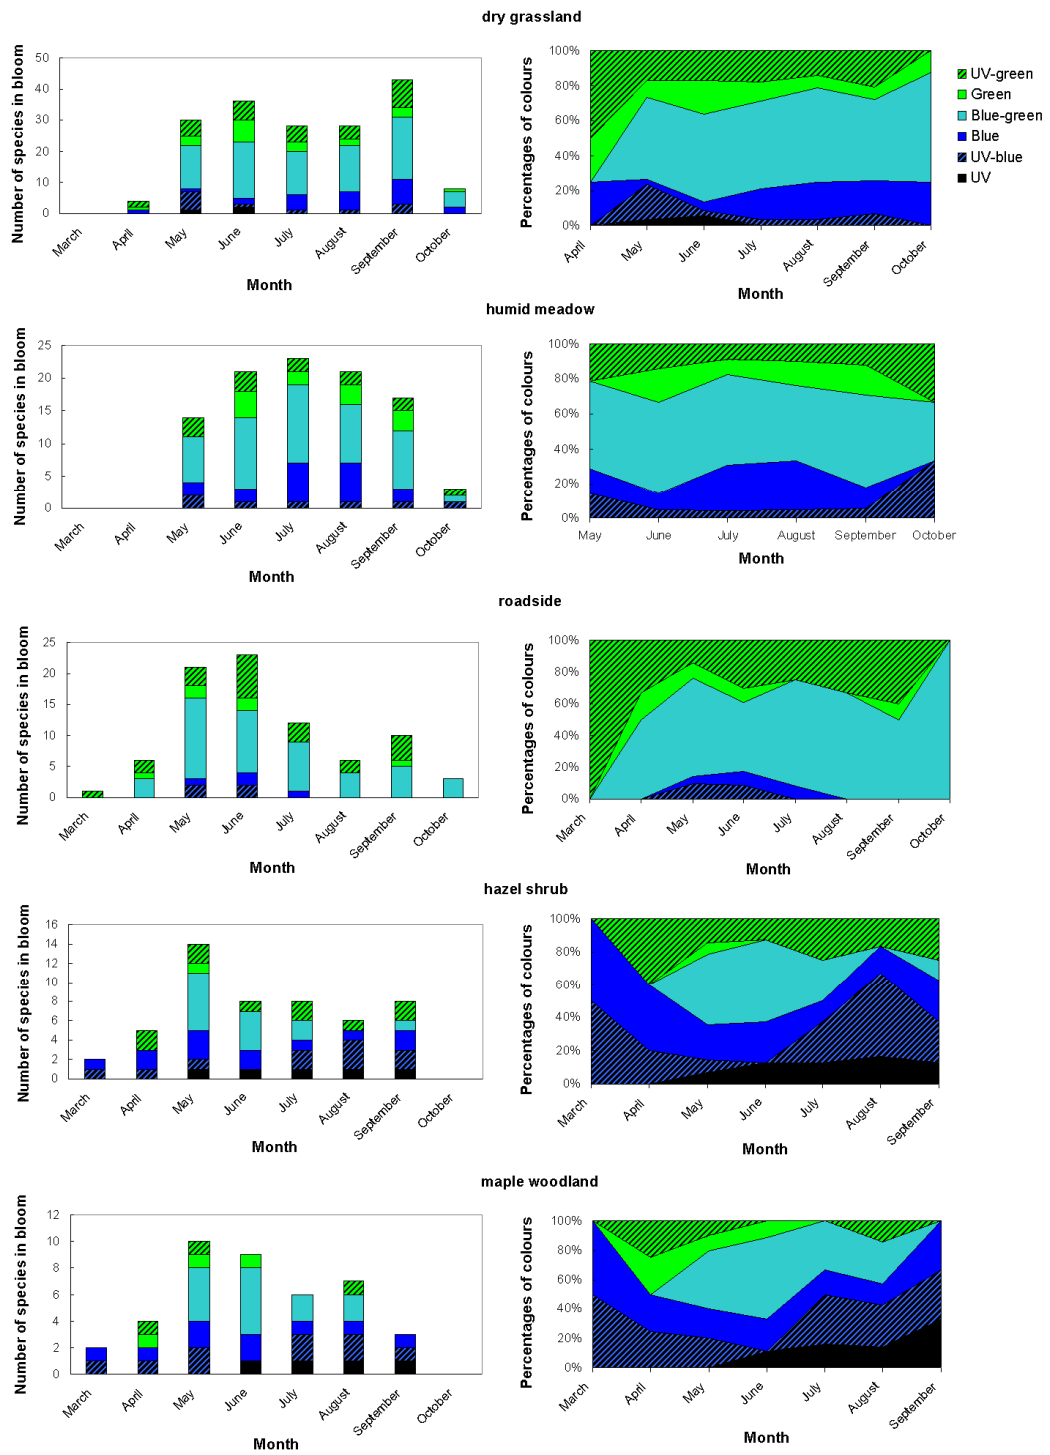 dry grassland
Number of species in bloom
50
40
30
20
10
0
March
April
May
June
July
August
September
October
Month
Percentages of colours
100%
80%
60%
40%
20%
0%
April
May
June
July
August
September
October
Month
UV-green
Green
Blue-green
Blue
UV-blue
UV
humid meadow
Number of species in bloom
25
20
15
10
5
0
March
April
May
June
July
August
September
October
Month
Percentages of colours
100%
80%
60%
40%
20%
0%
May
June
July
August
September
October
Month
roadside
Number of species in bloom
25
20
15
10
5
0
March
April
May
June
July
August
September
October
Month
Percentages of colours
100%
80%
60%
40%
20%
0%
March
April
May
June
July
August
September
October
Month
hazel shrub
Number of species in bloom
16
14
12
10
8
6
4
2
0
March
April
May
June
July
August
September
October
Month
Percentages of colours
100%
80%
60%
40%
20%
0%
March
April
May
June
July
August
September
Month
maple woodland
Number of species in bloom
12
10
8
6
4
2
0
March
April
May
June
July
August
September
October
Month
Percentages of colours
100%
80%
60%
40%
20%
0%
March
April
May
June
July
August
September
Month